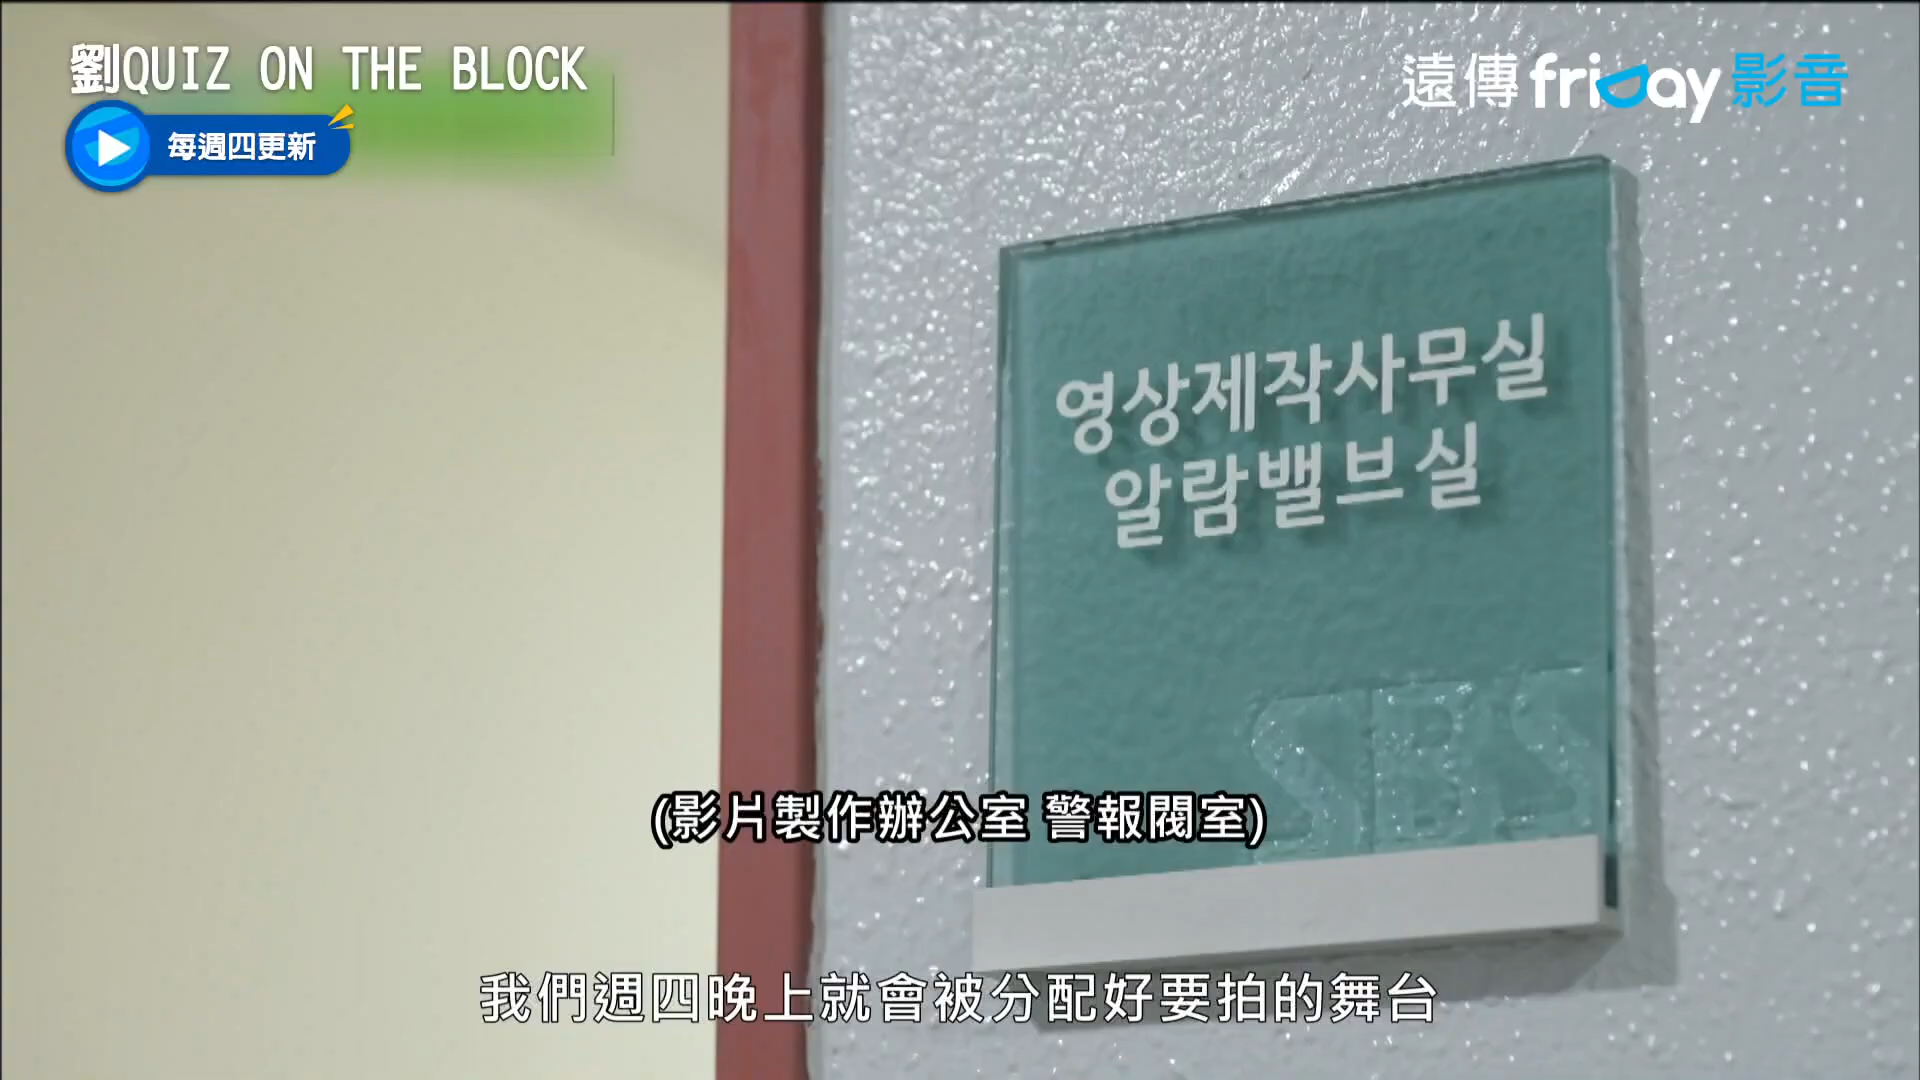 劉QUIZ ON THE BLOCK
每週四更新
遠傳friDay影音
영상제작사무실
알람밸브실
SBS
(影片製作辦公室 警報閥室)
我們週四晚上就會被分配好要拍的舞台